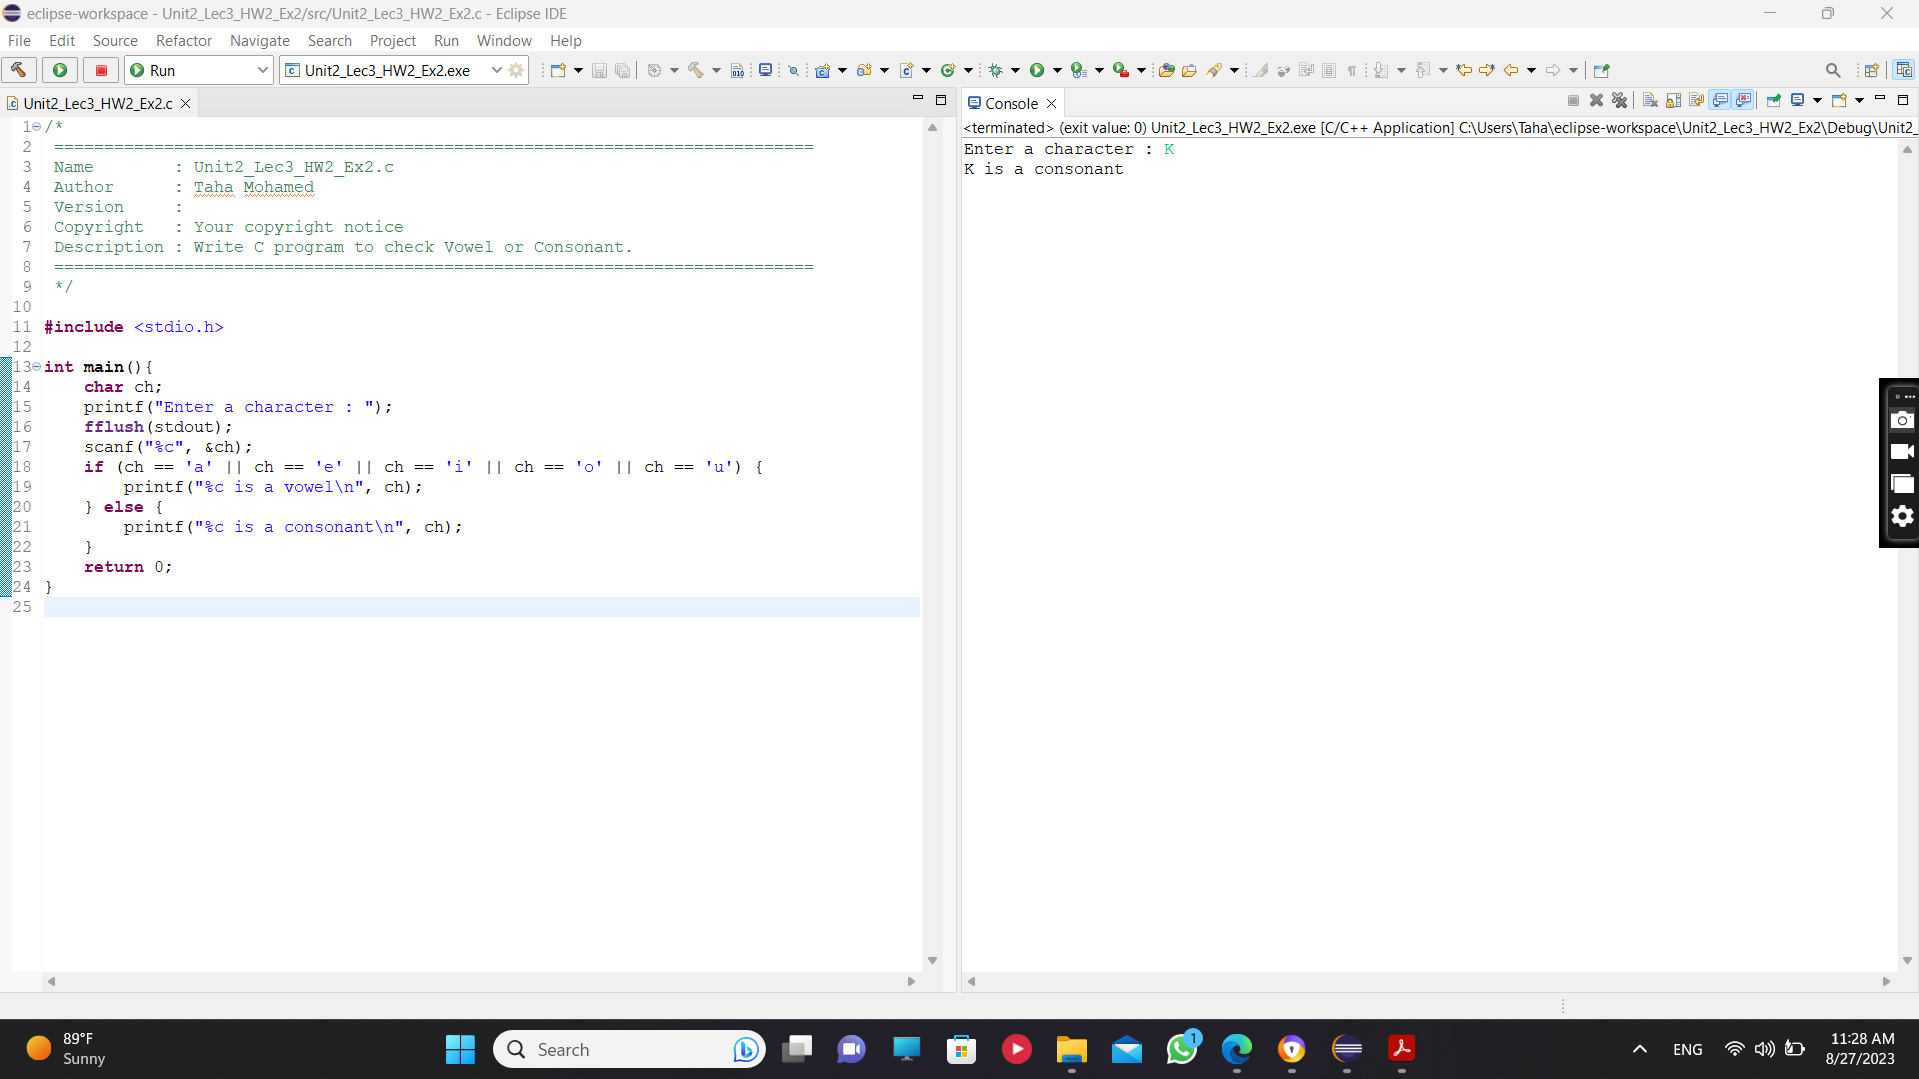 eclipse-workspace - Unit2_Lec3_HW2_Ex2/src/Unit2_Lec3_HW2_Ex2.c - Eclipse IDE
File Edit Source Refactor Navigate Search Project Run Window Help
Run Unit2_Lec3_HW2_Ex2.exe
Unit2_Lec3_HW2_Ex2.c
1 /*
2 ============================================================================
3 Name        : Unit2_Lec3_HW2_Ex2.c
4 Author      : Taha Mohamed
5 Version     :
6 Copyright   : Your copyright notice
7 Description : Write C program to check Vowel or Consonant.
8 ============================================================================
9 */
10
11 #include <stdio.h>
12
13 int main(){
14     char ch;
15     printf("Enter a character : ");
16     fflush(stdout);
17     scanf("%c", &ch);
18     if (ch == 'a' || ch == 'e' || ch == 'i' || ch == 'o' || ch == 'u') {
19         printf("%c is a vowel\n", ch);
20     } else {
21         printf("%c is a consonant\n", ch);
22     }
23     return 0;
24 }
25
Console
<terminated> (exit value: 0) Unit2_Lec3_HW2_Ex2.exe [C/C++ Application] C:\Users\Taha\eclipse-workspace\Unit2_Lec3_HW2_Ex2\Debug\Unit2_
Enter a character : K
K is a consonant
89°F
Sunny
Search
1
ENG
11:28 AM
8/27/2023